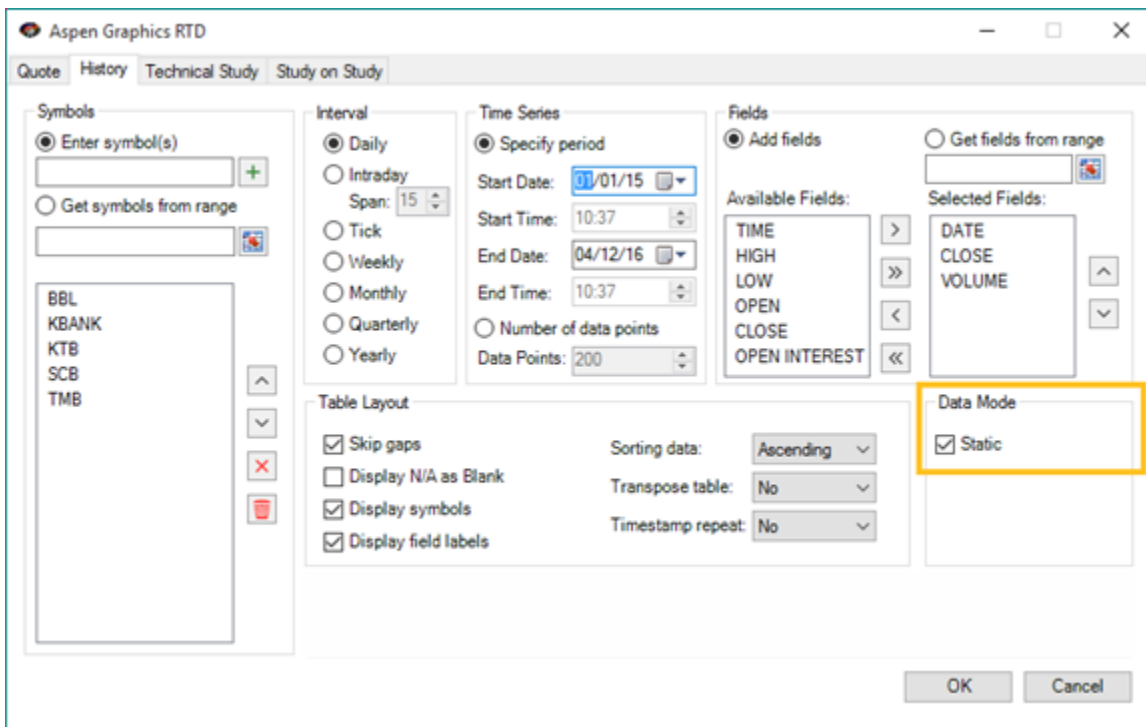 Aspen Graphics RTD
Quote History Technical Study Study on Study
Symbols
Enter symbol(s)
Get symbols from range
BBL
KBANK
KTB
SCB
TMB
Interval
Daily
Intraday
Span: 15
Tick
Weekly
Monthly
Quarterly
Yearly
Time Series
Specify period
Start Date: 01/01/15
Start Time: 10:37
End Date: 04/12/16
End Time: 10:37
Number of data points
Data Points: 200
Fields
Add fields
Get fields from range
Available Fields:
TIME
HIGH
LOW
OPEN
CLOSE
OPEN INTEREST
>
»
<
«
Selected Fields:
DATE
CLOSE
VOLUME
Table Layout
Skip gaps
Display N/A as Blank
Display symbols
Display field labels
Sorting data: Ascending
Transpose table: No
Timestamp repeat: No
Data Mode
Static
OK Cancel